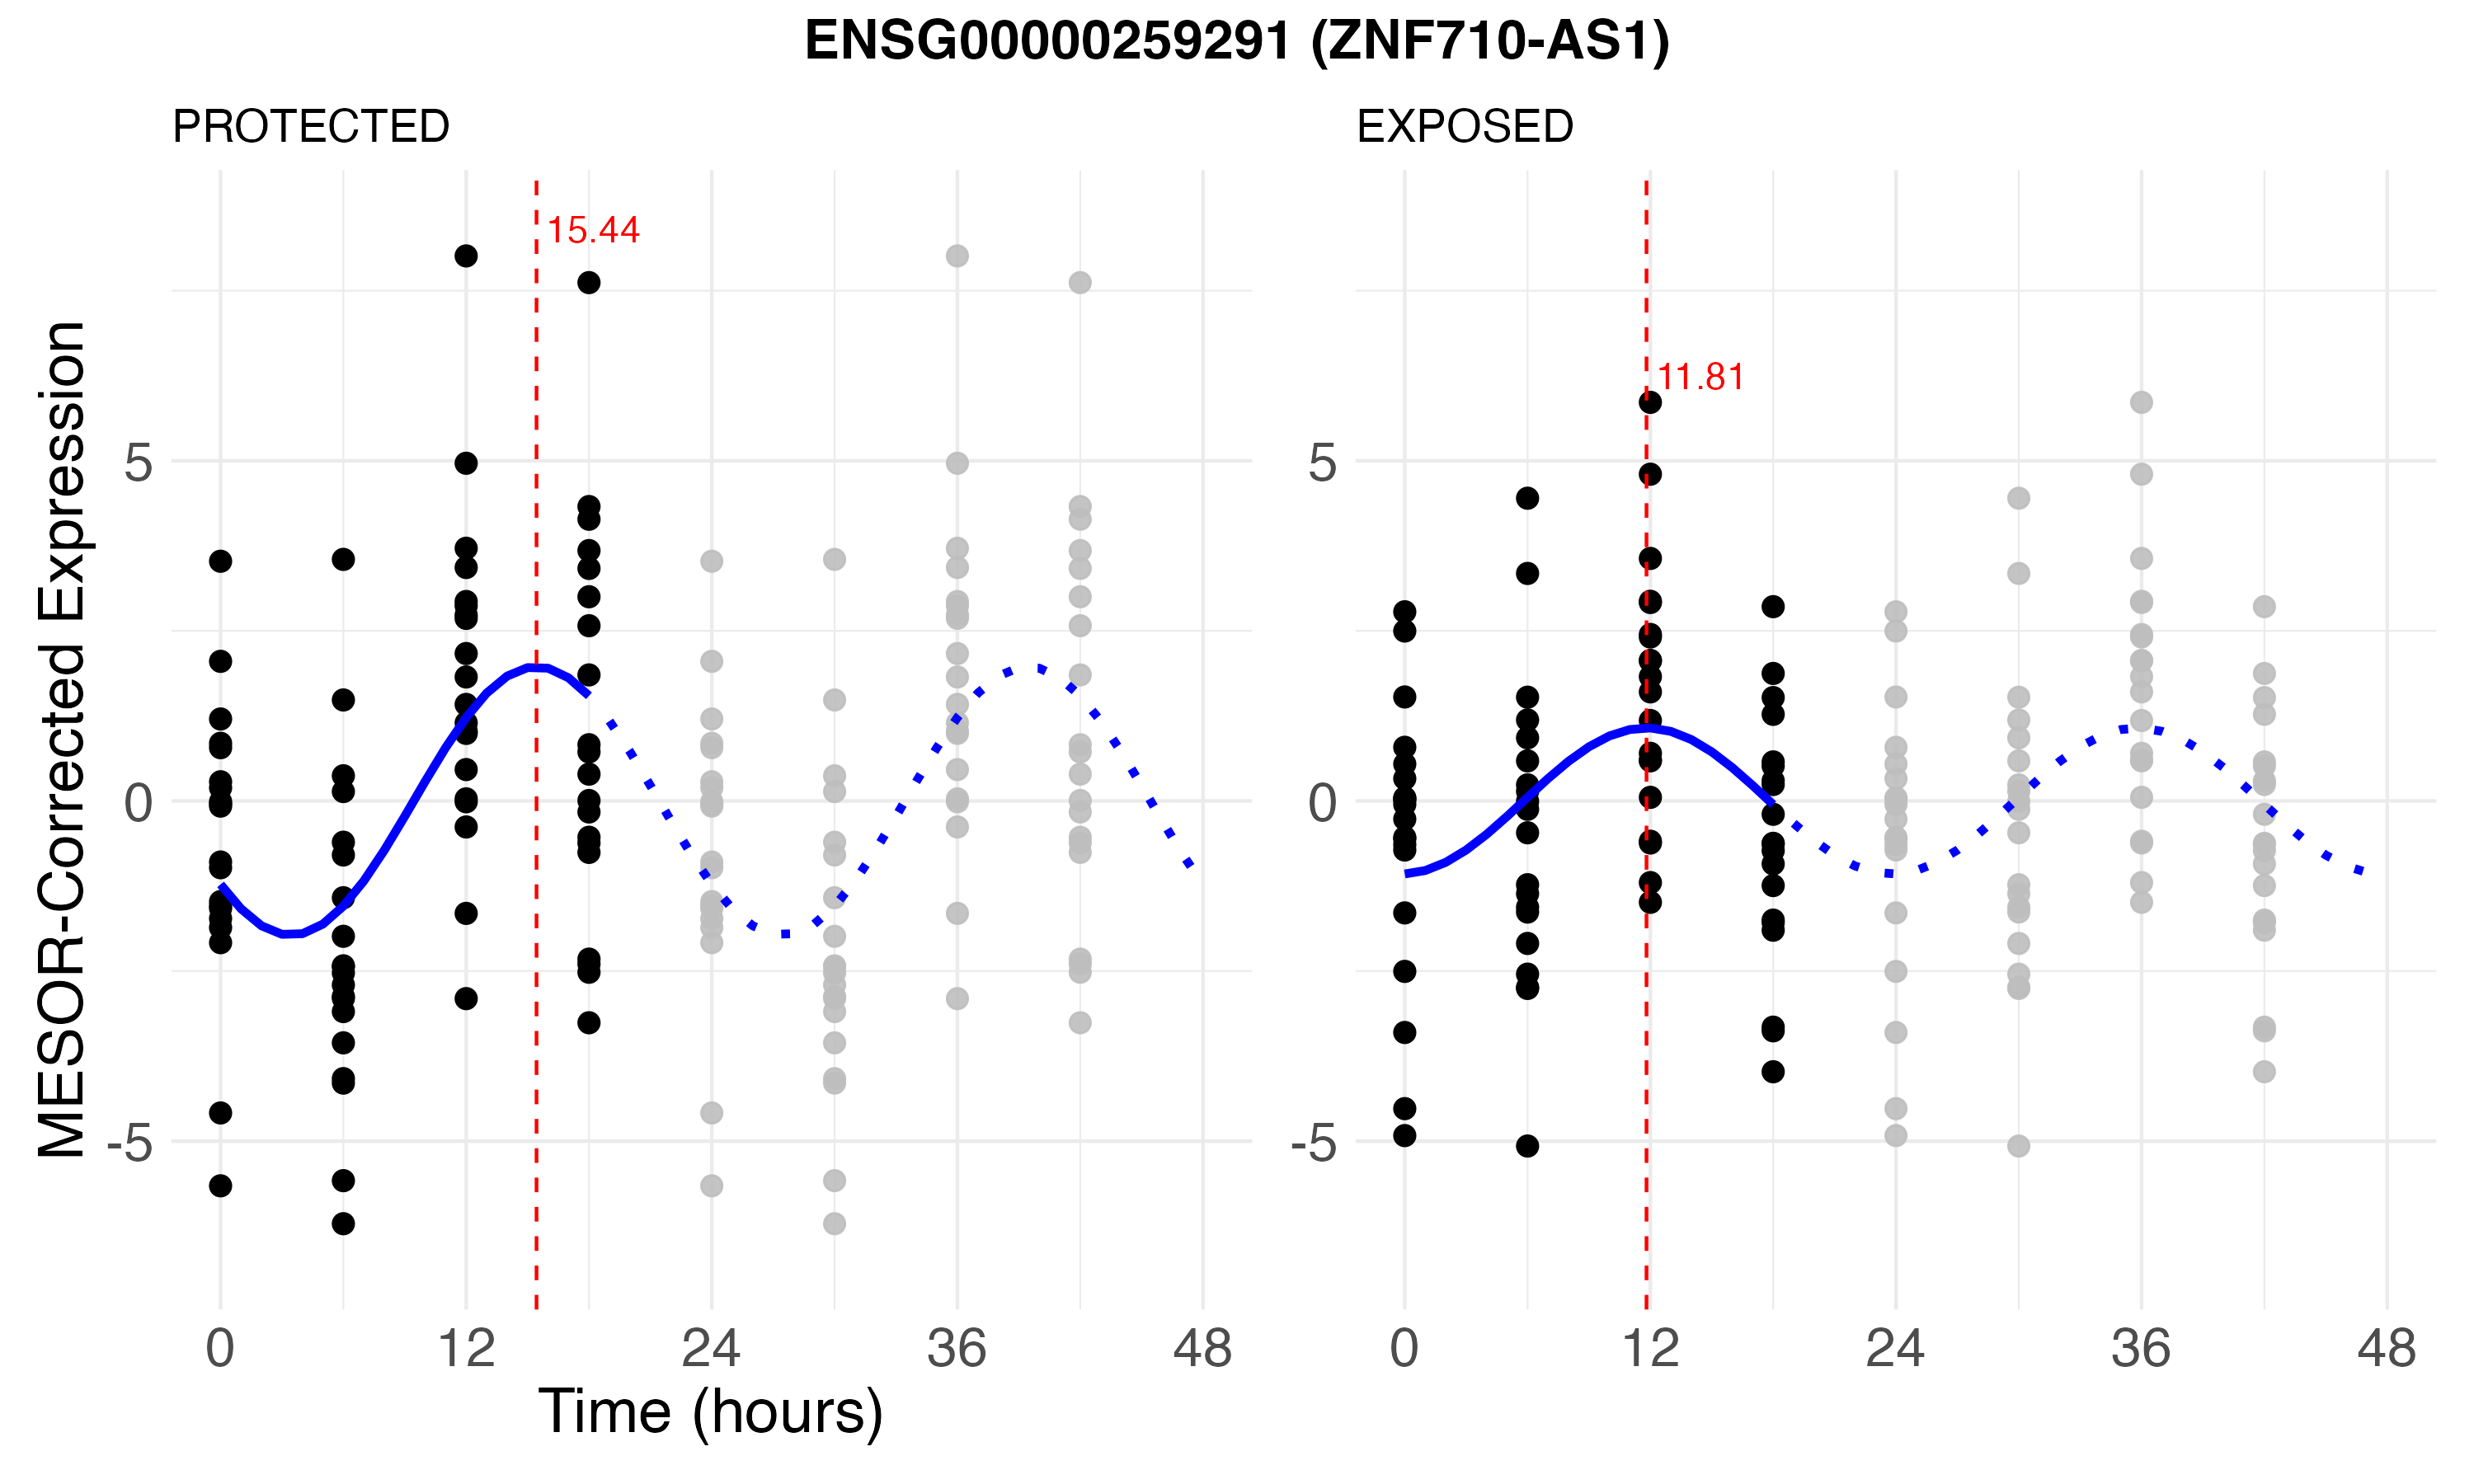 ENSG00000259291 (ZNF710-AS1)
PROTECTED
EXPOSED
MESOR-Corrected Expression
15.44
11.81
5
0
-5
5
0
-5
0 12 24 36 48
0 12 24 36 48
Time (hours)